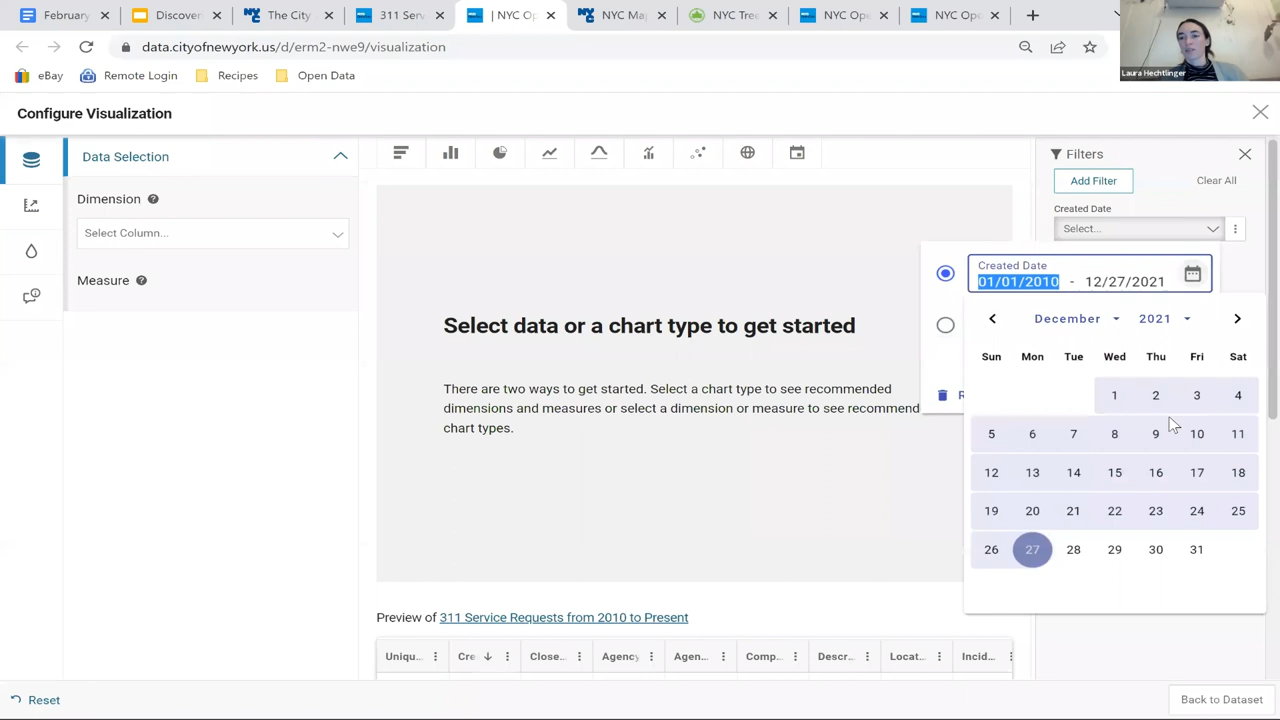 February
Discove
The City
311 Serv
| NYC Op
NYC Ma
NYC Tre
NYC Ope
NYC Ope
data.cityofnewyork.us/d/erm2-nwe9/visualization
eBay
Remote Login
Recipes
Open Data
Laura Hechtlinger
Configure Visualization
Data Selection
Filters
Add Filter
Clear All
Dimension
Created Date
Select Column...
Select...
Measure
Created Date
01/01/2010 - 12/27/2021
December 2021
Sun Mon Tue Wed Thu Fri Sat
1 2 3 4
5 6 7 8 9 10 11
12 13 14 15 16 17 18
19 20 21 22 23 24 25
26 27 28 29 30 31
R
Select data or a chart type to get started
There are two ways to get started. Select a chart type to see recommended
dimensions and measures or select a dimension or measure to see recommend
chart types.
Preview of 311 Service Requests from 2010 to Present
Uniqu... Cre Close... Agency Agen... Comp... Descr... Locat... Incid...
Reset
Back to Dataset